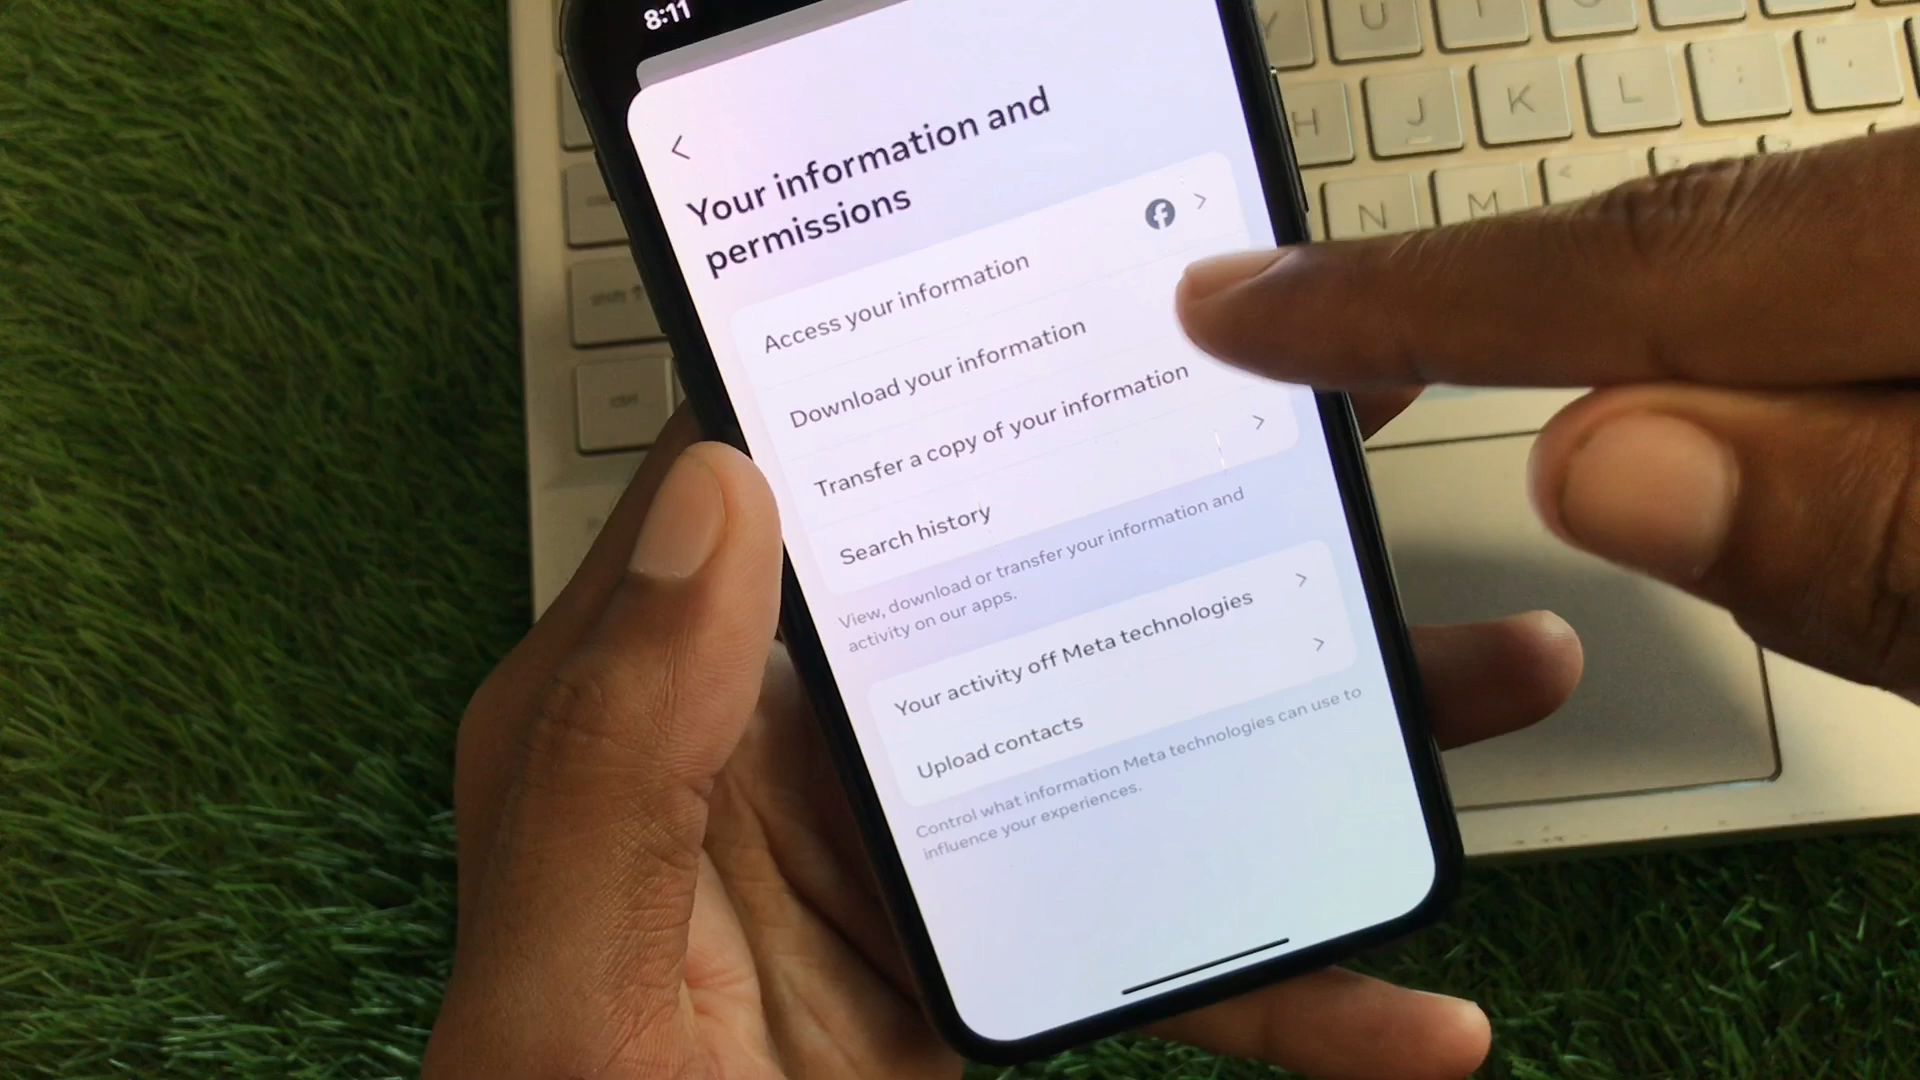 8:11
Your information and
permissions
Access your information
Download your information
Transfer a copy of your information
Search history
View, download or transfer your information and
activity on our apps.
Your activity off Meta technologies
Upload contacts
Control what information Meta technologies can use to
influence your experiences.
Y U I
H J K L
N M
shift